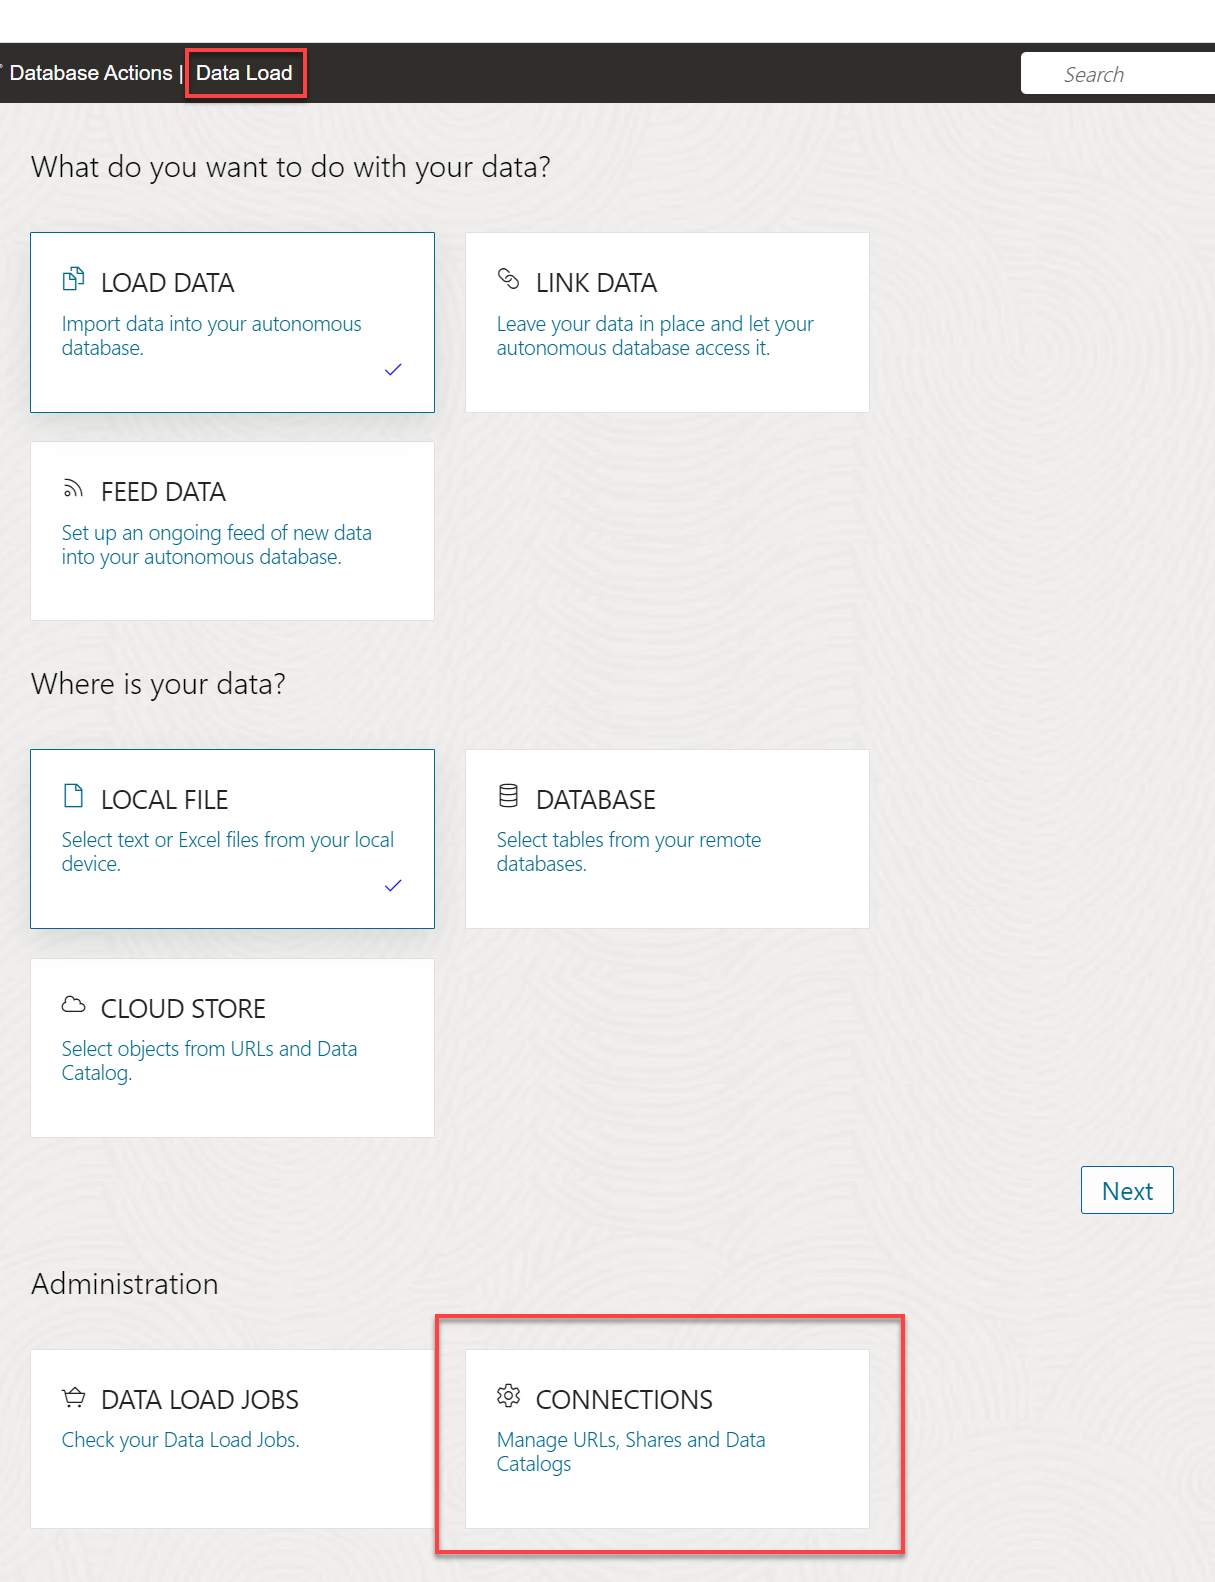 Database Actions | Data Load
Search
What do you want to do with your data?
LOAD DATA
Import data into your autonomous
database.
LINK DATA
Leave your data in place and let your
autonomous database access it.
FEED DATA
Set up an ongoing feed of new data
into your autonomous database.
Where is your data?
LOCAL FILE
Select text or Excel files from your local
device.
DATABASE
Select tables from your remote
databases.
CLOUD STORE
Select objects from URLs and Data
Catalog.
Next
Administration
DATA LOAD JOBS
Check your Data Load Jobs.
CONNECTIONS
Manage URLs, Shares and Data
Catalogs